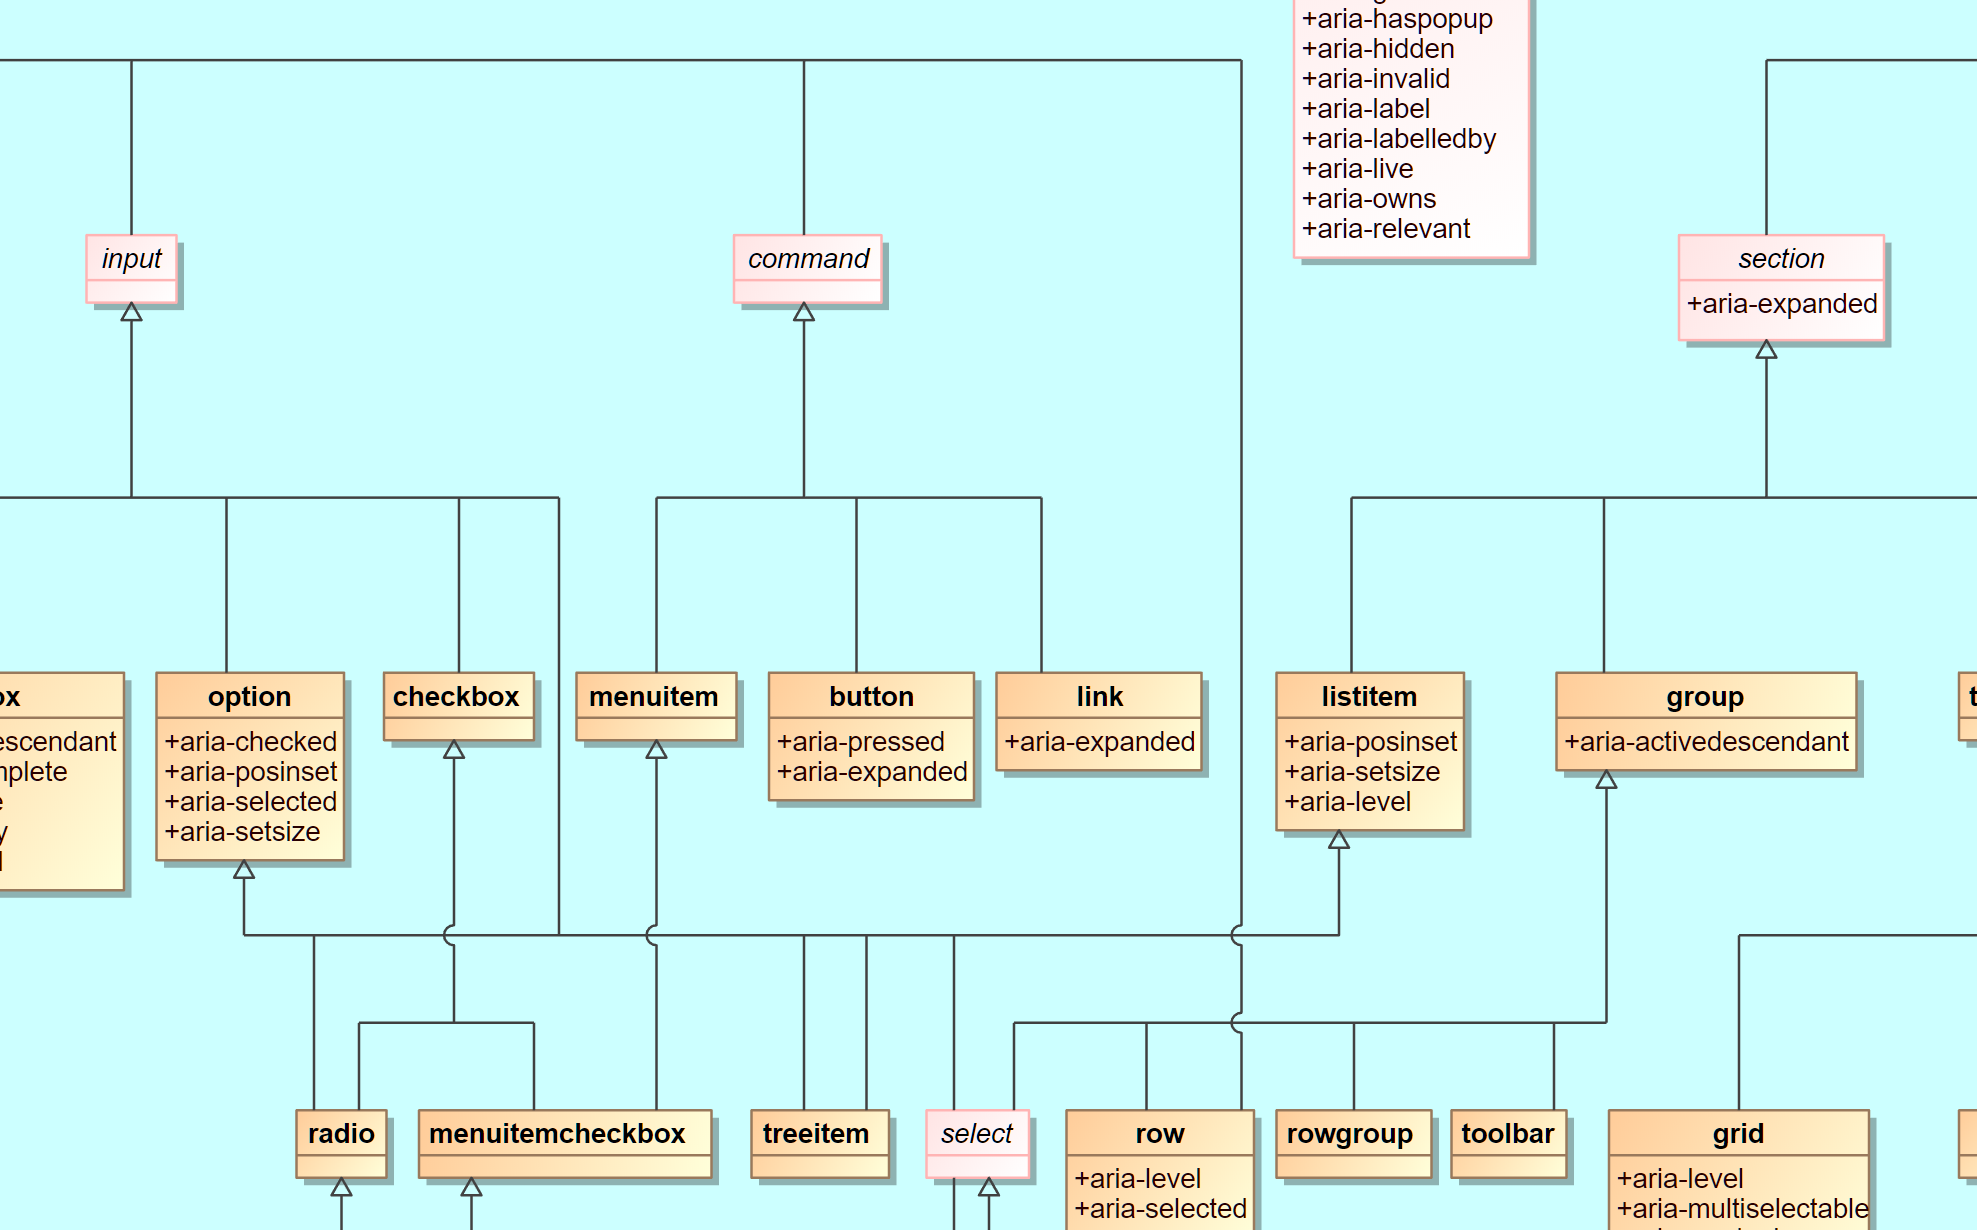 +aria-haspopup
+aria-hidden
+aria-invalid
+aria-label
+aria-labelledby
+aria-live
+aria-owns
+aria-relevant
input
command
section
+aria-expanded
ox
escendant
mplete
e
y
option
+aria-checked
+aria-posinset
+aria-selected
+aria-setsize
checkbox
menuitem
button
+aria-pressed
+aria-expanded
link
+aria-expanded
listitem
+aria-posinset
+aria-setsize
+aria-level
group
+aria-activedescendant
t
radio
menuitemcheckbox
treeitem
select
row
+aria-level
+aria-selected
rowgroup
toolbar
grid
+aria-level
+aria-multiselectable